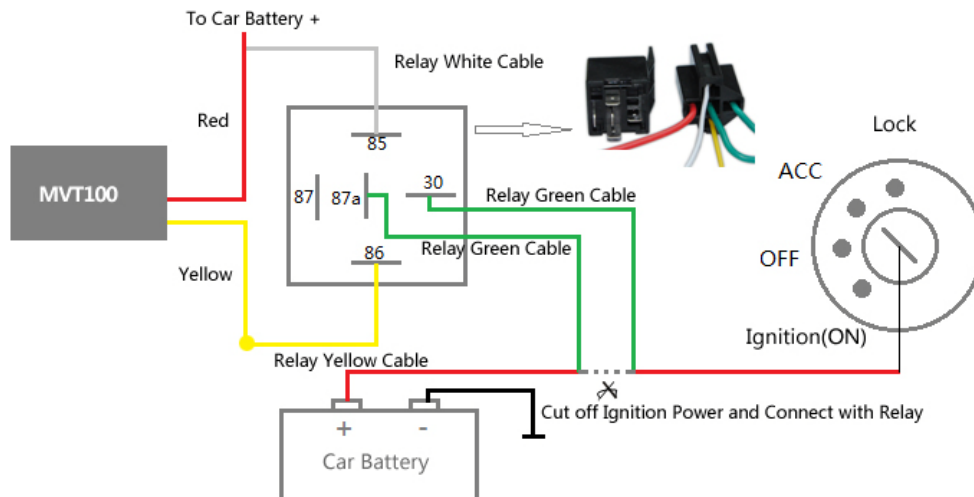 To Car Battery +
Relay White Cable
Red
Lock
85
ACC
MVT100
87
87a
30
Relay Green Cable
Relay Green Cable
86
OFF
Yellow
Ignition(ON)
Relay Yellow Cable
Cut off Ignition Power and Connect with Relay
+
-
Car Battery